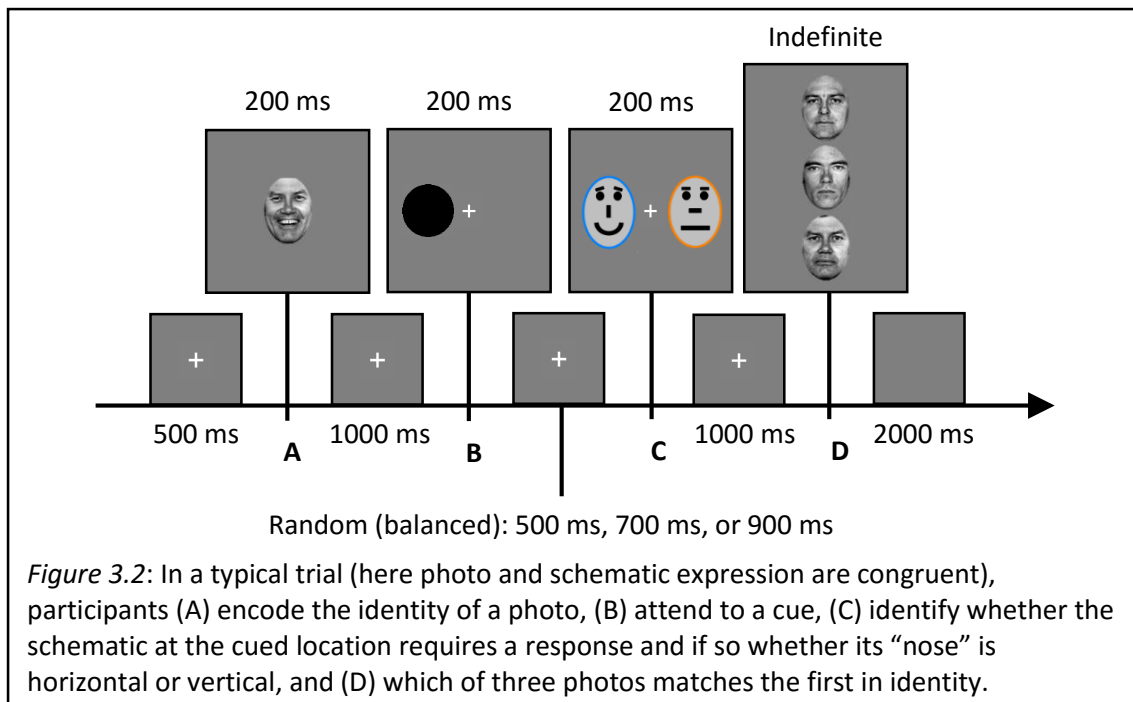 Indefinite
200 ms 200 ms 200 ms
500 ms 1000 ms 1000 ms 2000 ms
A B C D
Random (balanced): 500 ms, 700 ms, or 900 ms
Figure 3.2: In a typical trial (here photo and schematic expression are congruent),
participants (A) encode the identity of a photo, (B) attend to a cue, (C) identify whether the
schematic at the cued location requires a response and if so whether its “nose” is
horizontal or vertical, and (D) which of three photos matches the first in identity.